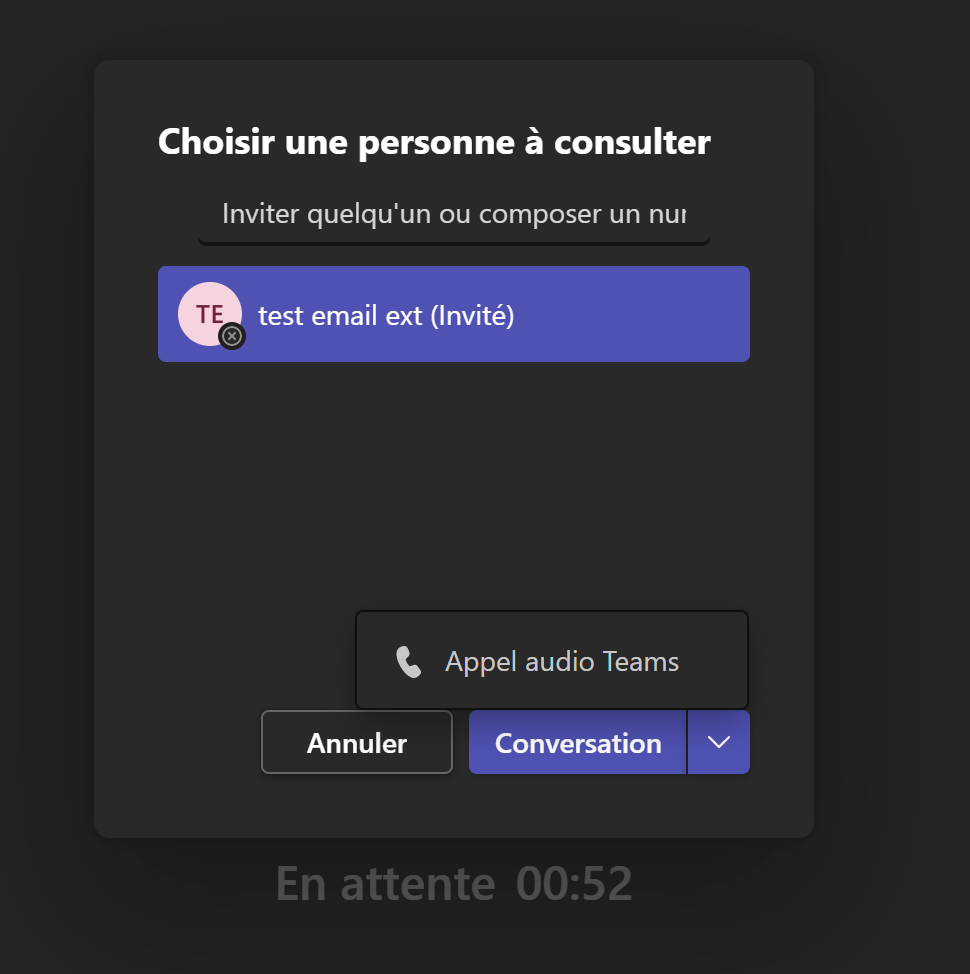 Choisir une personne à consulter
Inviter quelqu'un ou composer un nur
TE
test email ext (Invité)
Appel audio Teams
Annuler
Conversation
En attente 00:52